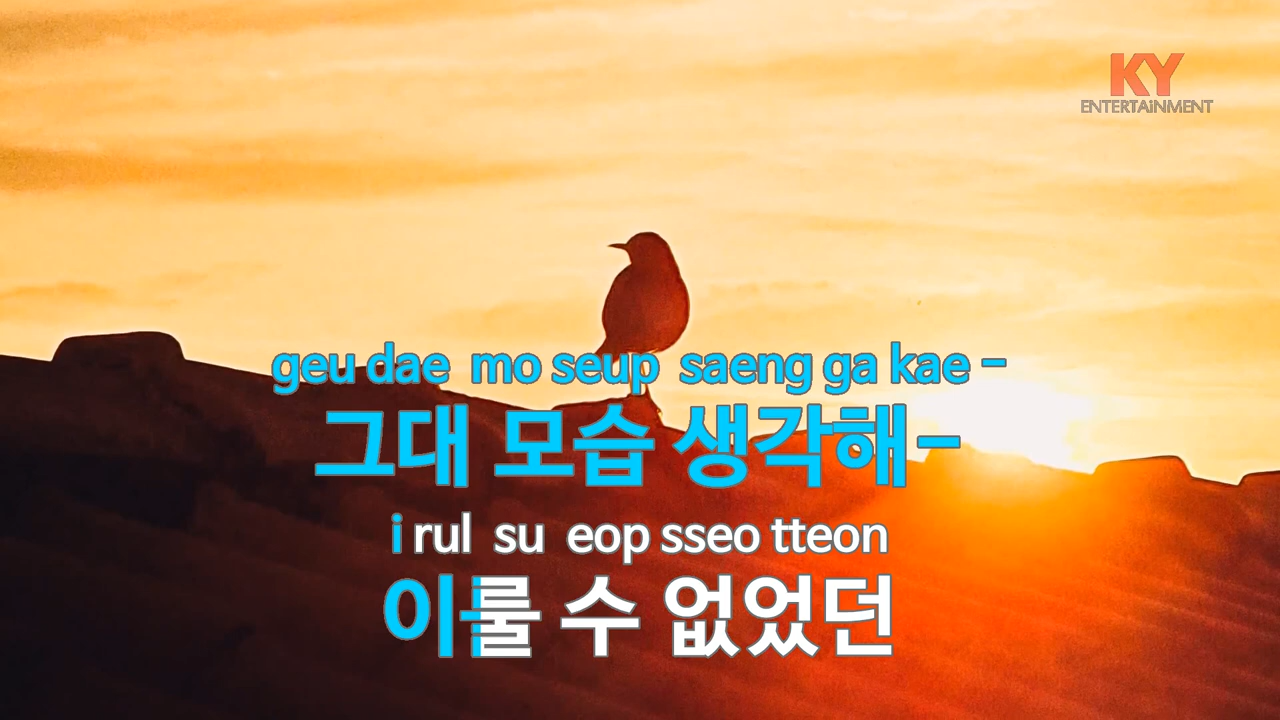 KY
ENTERTAiNMENT
geu dae mo seup saeng ga kae -
그대 모습 생각해-
i rul su eop sseo tteon
이룰 수 없었던